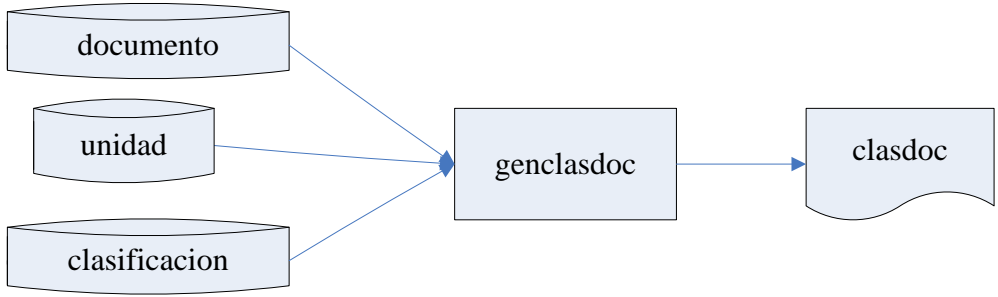 documento
unidad
clasificacion
genclasdoc
clasdoc